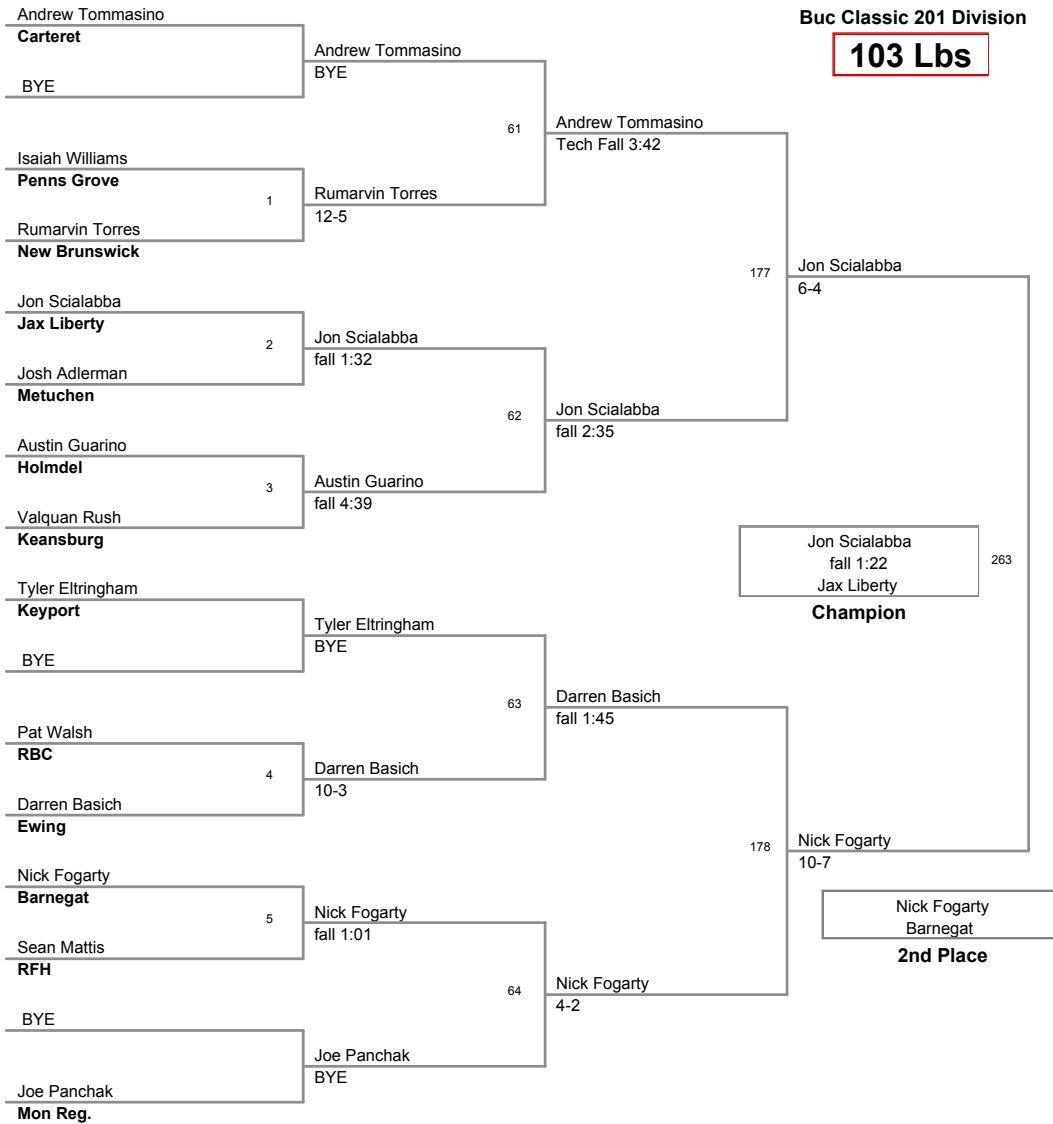 Buc Classic 201 Division
103 Lbs
Andrew Tommasino
Carteret
BYE
Isaiah Williams
Penns Grove
1
Rumarvin Torres
New Brunswick
Jon Scialabba
Jax Liberty
2
Josh Adlerman
Metuchen
Austin Guarino
Holmdel
3
Valquan Rush
Keansburg
Tyler Eltringham
Keyport
BYE
Pat Walsh
RBC
4
Darren Basich
Ewing
Nick Fogarty
Barnegat
5
Sean Mattis
RFH
BYE
Joe Panchak
Mon Reg.
Andrew Tommasino
BYE
61
Rumarvin Torres
12-5
Jon Scialabba
fall 1:32
62
Austin Guarino
fall 4:39
Tyler Eltringham
BYE
63
Darren Basich
10-3
Nick Fogarty
fall 1:01
64
Joe Panchak
BYE
Andrew Tommasino
Tech Fall 3:42
177
Jon Scialabba
fall 2:35
Darren Basich
fall 1:45
178
Nick Fogarty
4-2
Jon Scialabba
6-4
Jon Scialabba
fall 1:22
Jax Liberty
263
Champion
Nick Fogarty
10-7
Nick Fogarty
Barnegat
2nd Place